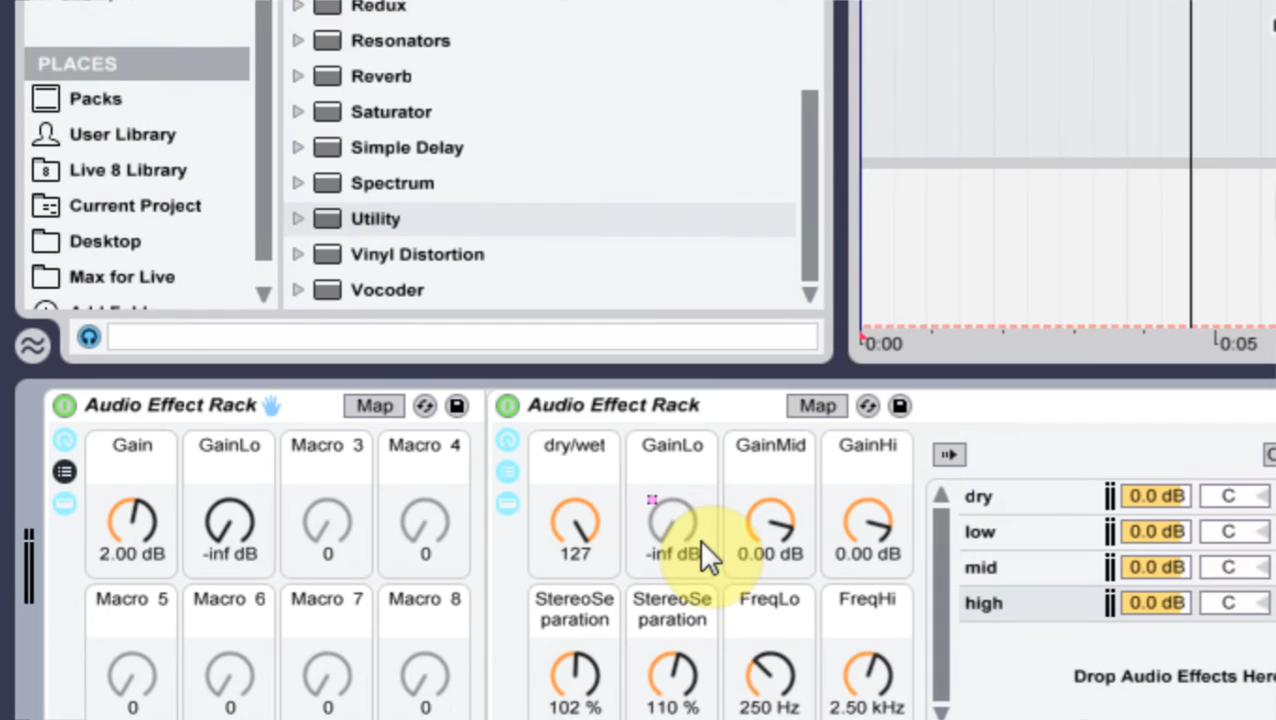 Redux
PLACES
Resonators
Reverb
Packs
Saturator
User Library
Simple Delay
Live 8 Library
Spectrum
Current Project
Utility
Desktop
Vinyl Distortion
Max for Live
Vocoder
0:00
0:05
Audio Effect Rack
Map
Audio Effect Rack
Map
Gain
GainLo
Macro 3
Macro 4
dry/wet
GainLo
GainMid
GainHi
dry
0.0 dB
C
low
0.0 dB
C
2.00 dB
-inf dB
0
0
127
-inf dB
0.00 dB
0.00 dB
mid
0.0 dB
C
high
0.0 dB
C
Macro 5
Macro 6
Macro 7
Macro 8
StereoSe
paration
StereoSe
paration
FreqLo
FreqHi
Drop Audio Effects Here
0
0
0
0
102 %
110 %
250 Hz
2.50 kHz